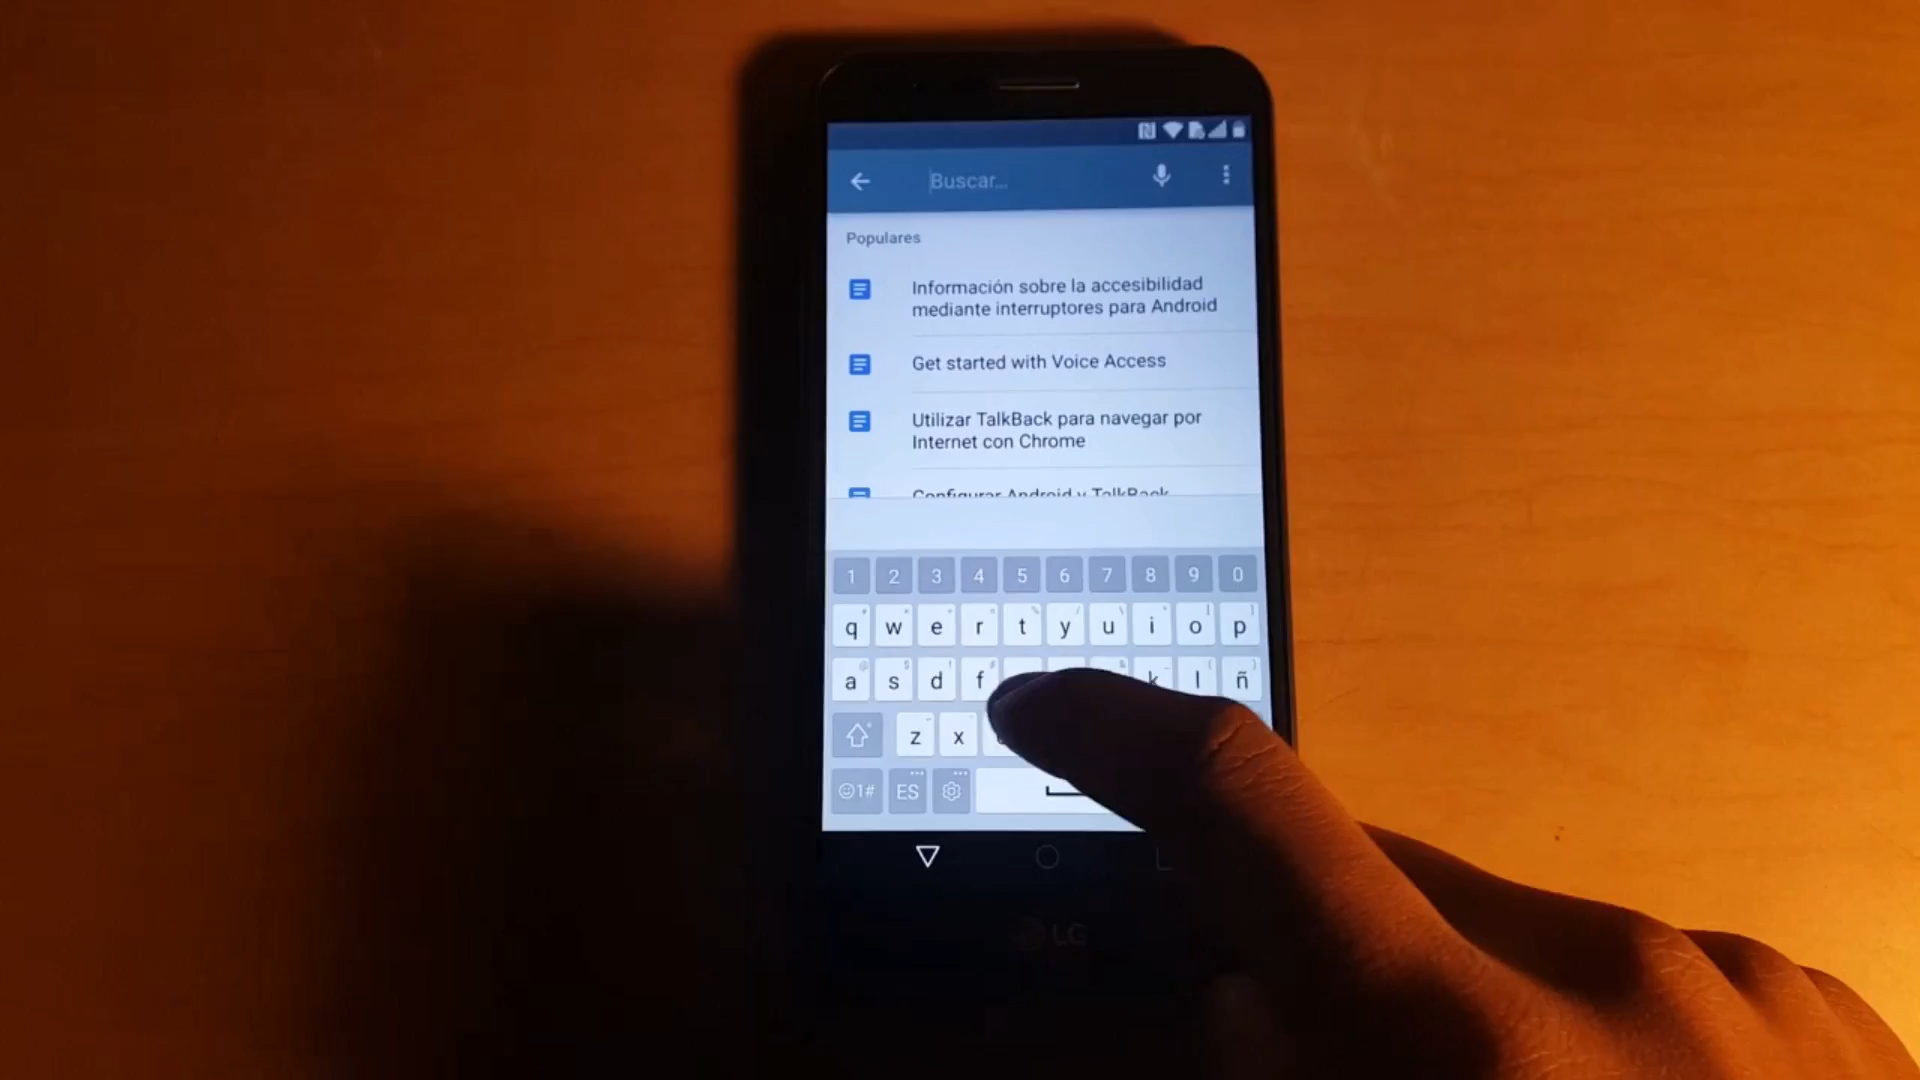 Buscar...
Populares
Información sobre la accesibilidad
mediante interruptores para Android
Get started with Voice Access
Utilizar TalkBack para navegar por
Internet con Chrome
Configurar Android y TalkBack
1 2 3 4 5 6 7 8 9 0
q w e r t y u i o p
a s d f k l ñ
z x
1# ES
LG